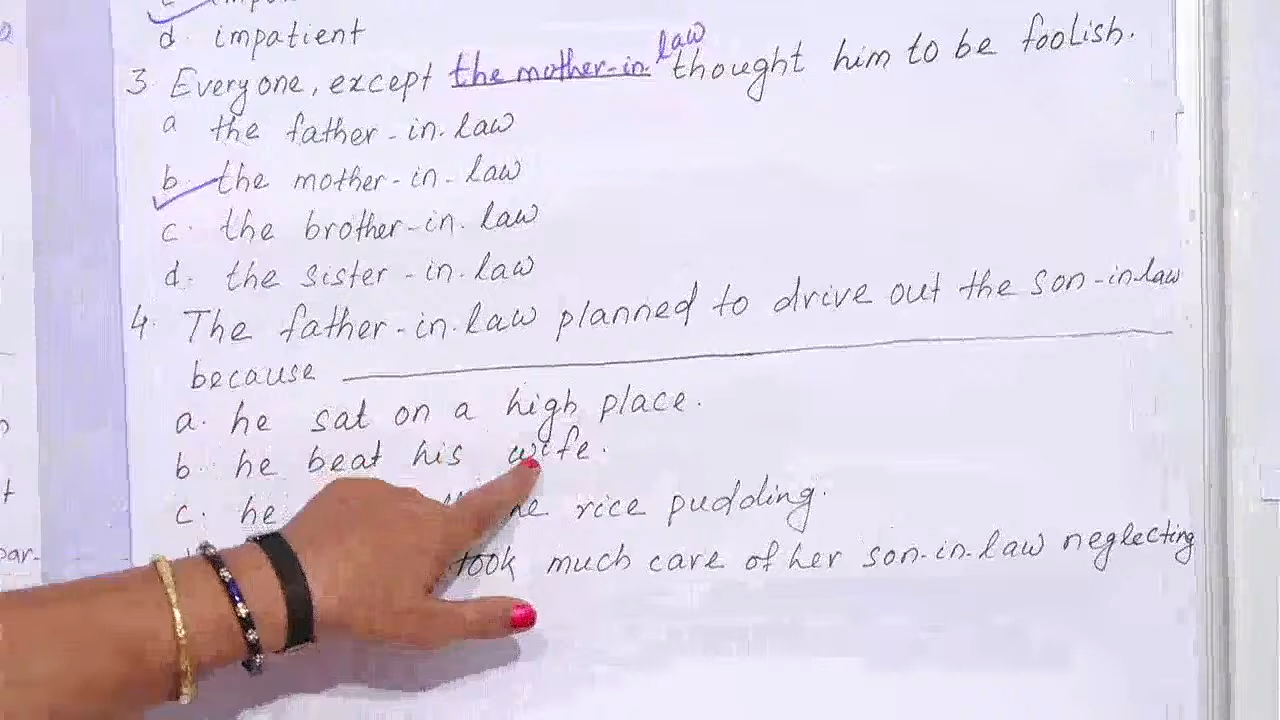 d. impatient
3. Everyone, except the mother-in-law thought him to be foolish.
a the father-in-law
b. the mother-in-law
c. the brother-in-law
d. the sister-in-law
4. The father-in-law planned to drive out the son-in-law
because
a. he sat on a high place.
b. he beat his wife.
c. he rice pudding.
took much care of her son-in-law neglecting